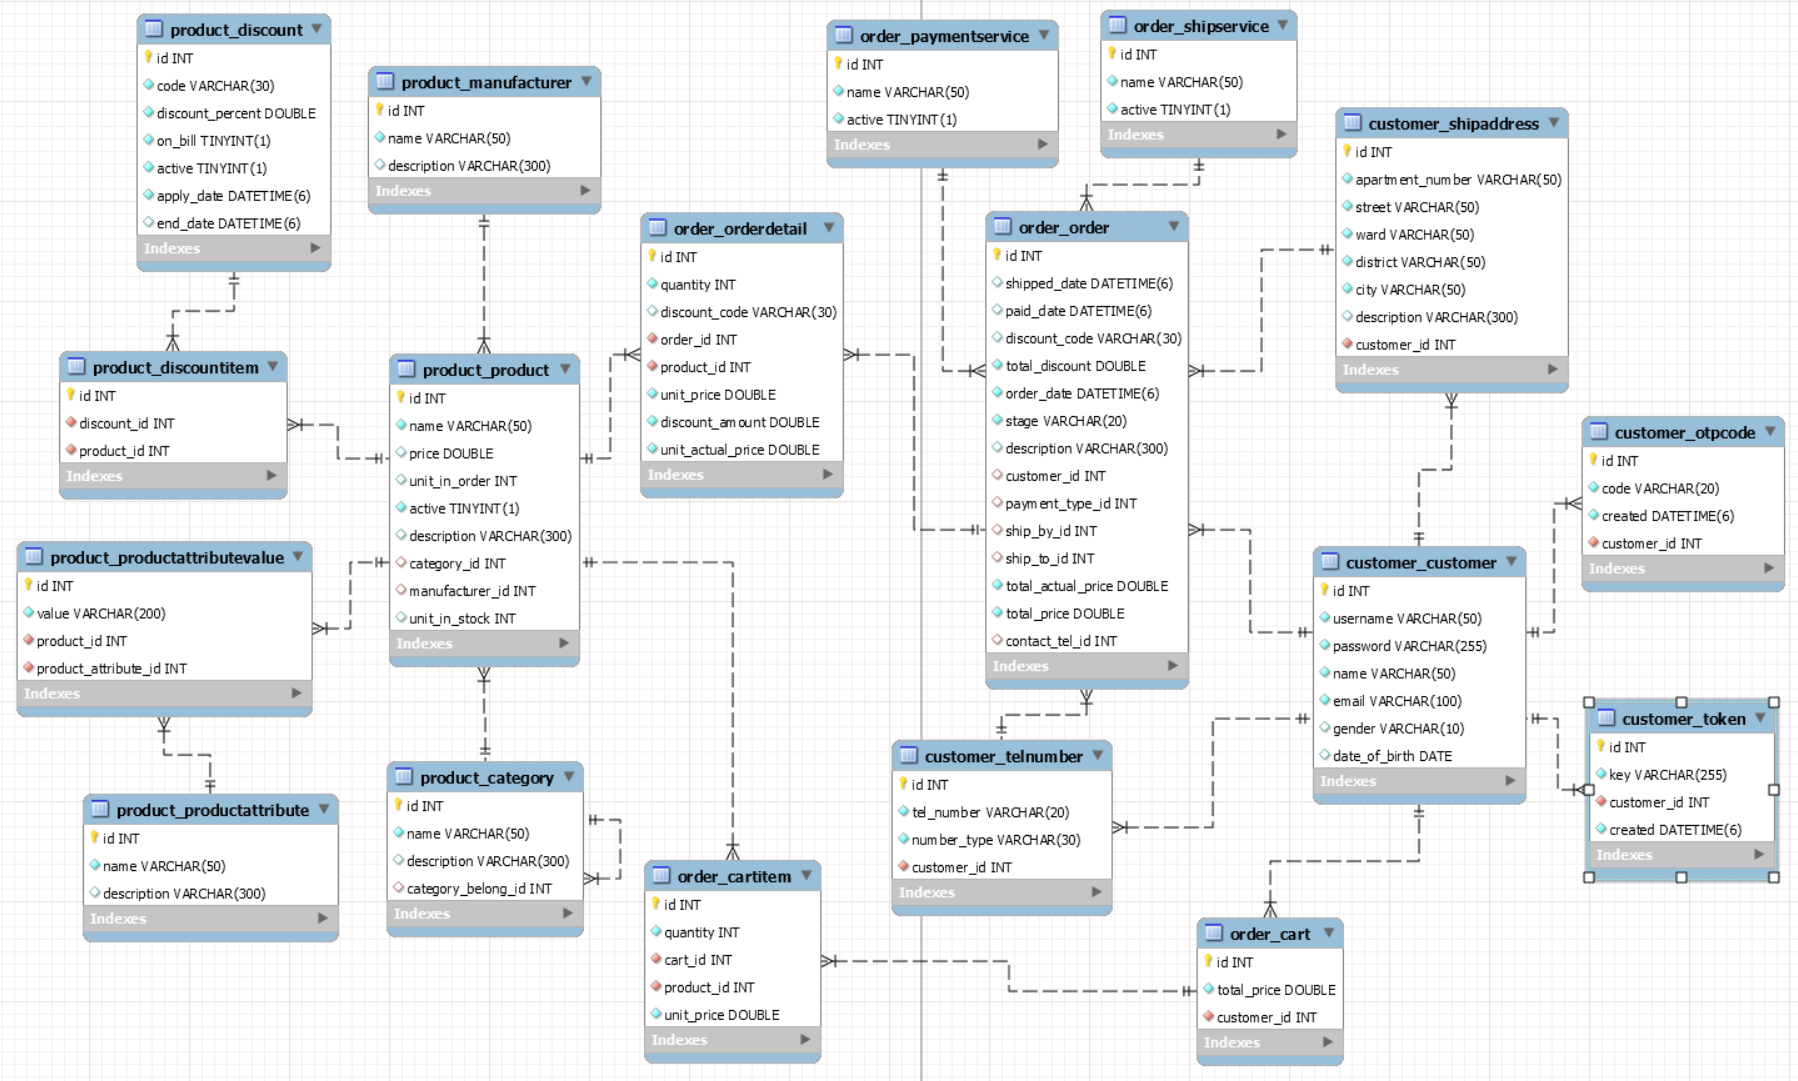 product_discount
id INT
code VARCHAR(30)
discount_percent DOUBLE
on_bill TINYINT(1)
active TINYINT(1)
apply_date DATETIME(6)
end_date DATETIME(6)
Indexes
product_manufacturer
id INT
name VARCHAR(50)
description VARCHAR(300)
Indexes
order_paymentservice
id INT
name VARCHAR(50)
active TINYINT(1)
Indexes
order_shipservice
id INT
name VARCHAR(50)
active TINYINT(1)
Indexes
customer_shipaddress
id INT
apartment_number VARCHAR(50)
street VARCHAR(50)
ward VARCHAR(50)
district VARCHAR(50)
city VARCHAR(50)
description VARCHAR(300)
customer_id INT
Indexes
order_orderdetail
id INT
quantity INT
discount_code VARCHAR(30)
order_id INT
product_id INT
unit_price DOUBLE
discount_amount DOUBLE
unit_actual_price DOUBLE
Indexes
order_order
id INT
shipped_date DATETIME(6)
paid_date DATETIME(6)
discount_code VARCHAR(30)
total_discount DOUBLE
order_date DATETIME(6)
stage VARCHAR(20)
description VARCHAR(300)
customer_id INT
payment_type_id INT
ship_by_id INT
ship_to_id INT
total_actual_price DOUBLE
total_price DOUBLE
contact_tel_id INT
Indexes
product_discountitem
id INT
discount_id INT
product_id INT
Indexes
product_product
id INT
name VARCHAR(50)
price DOUBLE
unit_in_order INT
active TINYINT(1)
description VARCHAR(300)
category_id INT
manufacturer_id INT
unit_in_stock INT
Indexes
customer_otpcode
id INT
code VARCHAR(20)
created DATETIME(6)
customer_id INT
Indexes
product_productattributevalue
id INT
value VARCHAR(200)
product_id INT
product_attribute_id INT
Indexes
customer_customer
id INT
username VARCHAR(50)
password VARCHAR(255)
name VARCHAR(50)
email VARCHAR(100)
gender VARCHAR(10)
date_of_birth DATE
Indexes
customer_token
id INT
key VARCHAR(255)
customer_id INT
created DATETIME(6)
Indexes
product_productattribute
id INT
name VARCHAR(50)
description VARCHAR(300)
Indexes
product_category
id INT
name VARCHAR(50)
description VARCHAR(300)
category_belong_id INT
Indexes
customer_telnumber
id INT
tel_number VARCHAR(20)
number_type VARCHAR(30)
customer_id INT
Indexes
order_cartitem
id INT
quantity INT
cart_id INT
product_id INT
unit_price DOUBLE
Indexes
order_cart
id INT
total_price DOUBLE
customer_id INT
Indexes